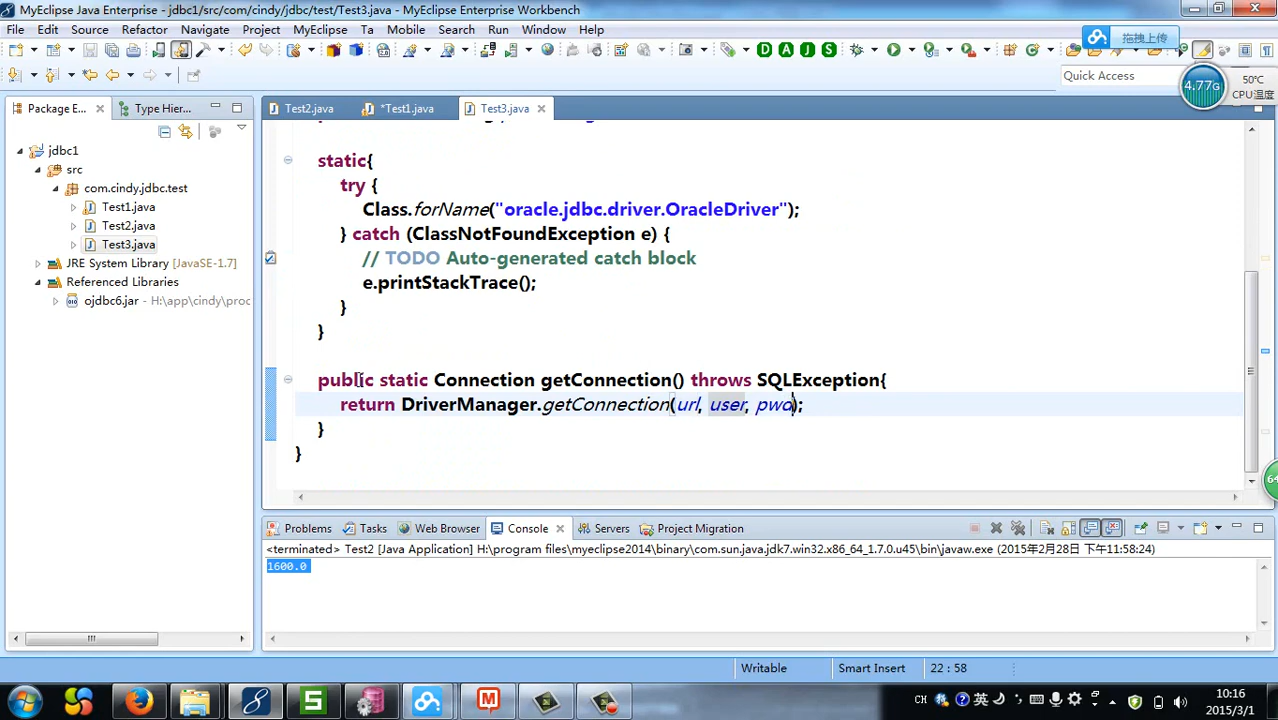 MyEclipse Java Enterprise - jdbc1/src/com/cindy/jdbc/test/Test3.java - MyEclipse Enterprise Workbench
File Edit Source Refactor Navigate Project MyEclipse Ta Mobile Search Run Window Help
拖拽上传
Quick Access
4.77G
50℃
CPU温度
Package E...
Type Hier...
Test2.java
*Test1.java
Test3.java
jdbc1
src
com.cindy.jdbc.test
Test1.java
Test2.java
Test3.java
JRE System Library [JavaSE-1.7]
Referenced Libraries
ojdbc6.jar - H:\app\cindy\proc
static{
try {
Class.forName("oracle.jdbc.driver.OracleDriver");
} catch (ClassNotFoundException e) {
// TODO Auto-generated catch block
e.printStackTrace();
}
}
public static Connection getConnection() throws SQLException{
return DriverManager.getConnection(url, user, pwd);
}
}
Problems Tasks Web Browser Console Servers Project Migration
<terminated> Test2 [Java Application] H:\program files\myeclipse2014\binary\com.sun.java.jdk7.win32.x86_64_1.7.0.u45\bin\javaw.exe (2015年2月28日 下午11:58:24)
1600.0
Writable Smart Insert 22 : 58
CH 英
10:16
2015/3/1